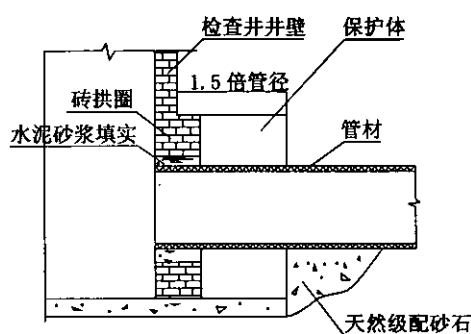 检查井井壁
保护体
1.5倍管径
砖拱圈
水泥砂浆填实
管材
天然级配砂石